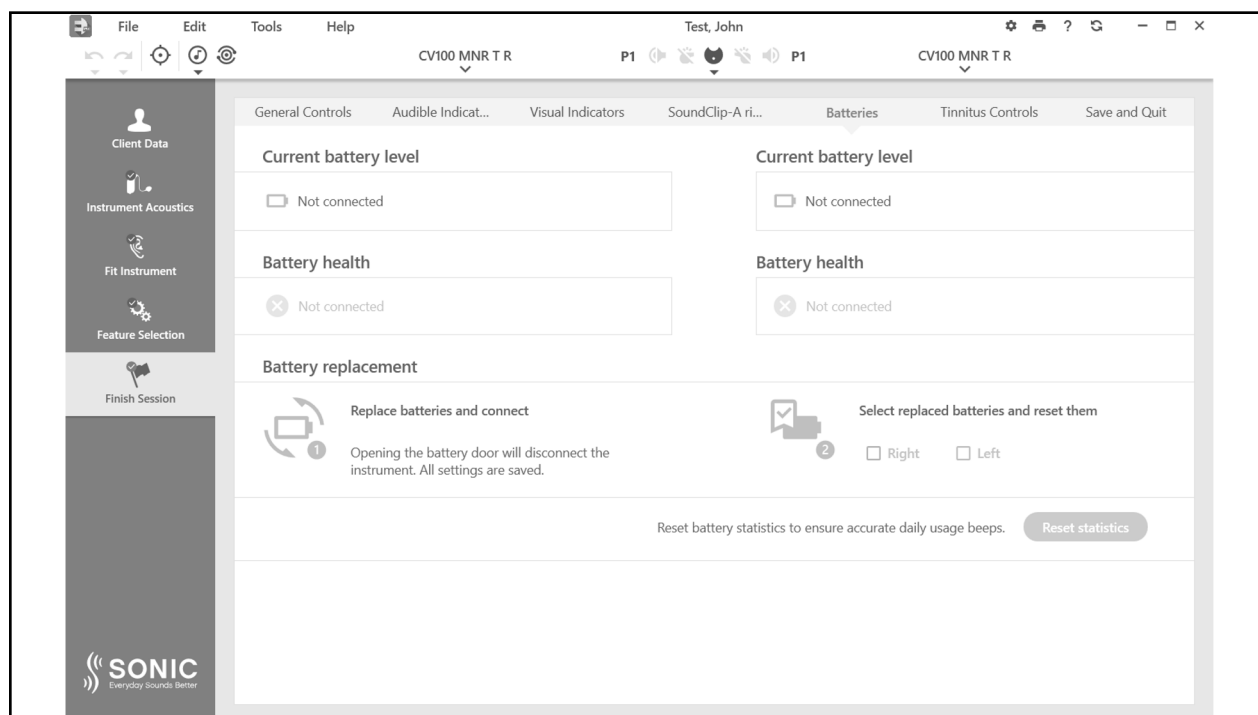 File Edit Tools Help Test, John ?
CV100 MNR T R P1 P1 CV100 MNR T R
Client Data
Instrument Acoustics
Fit Instrument
Feature Selection
Finish Session
General Controls Audible Indicat... Visual Indicators SoundClip-A ri... Batteries Tinnitus Controls Save and Quit
Current battery level Current battery level
Not connected Not connected
Battery health Battery health
Not connected Not connected
Battery replacement
1
Replace batteries and connect
Opening the battery door will disconnect the
instrument. All settings are saved.
2
Select replaced batteries and reset them
Right Left
Reset battery statistics to ensure accurate daily usage beeps. Reset statistics
SONIC
Everyday Sounds Better